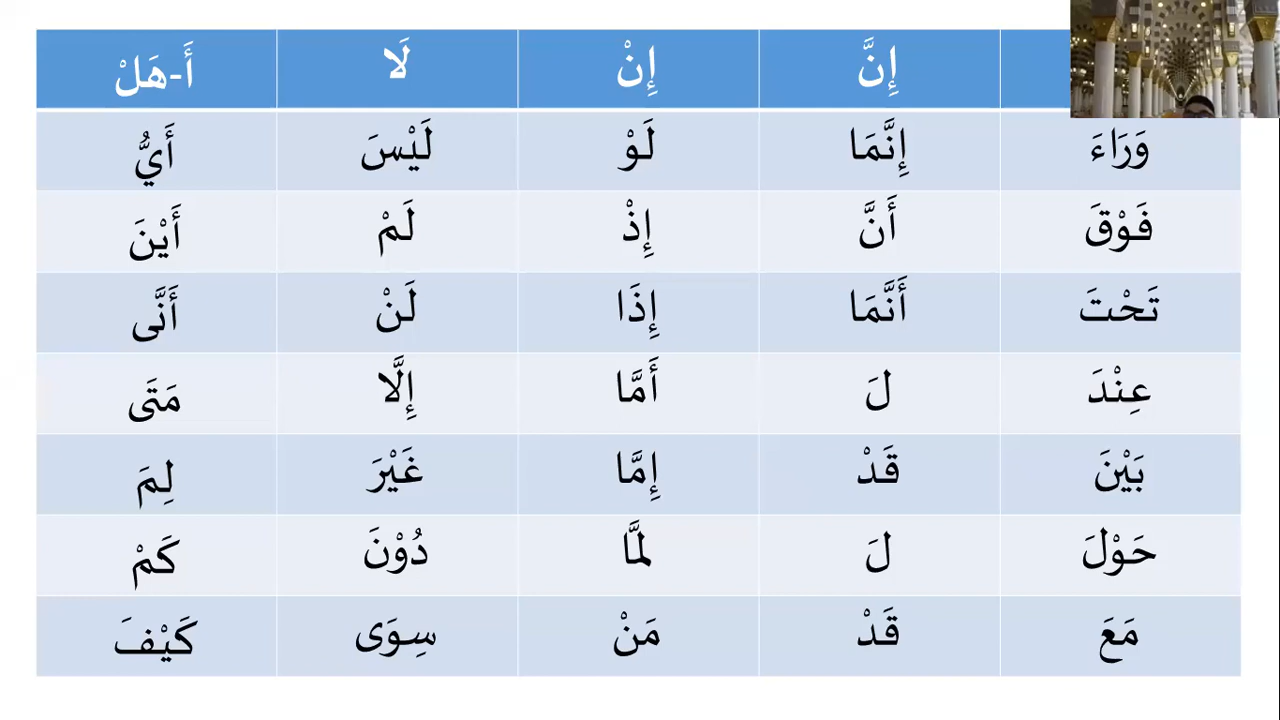 إِنَّ إِنْ لَا أَ-هَلْ
وَرَاءَ إِنَّمَا لَوْ لَيْسَ أَيُّ
فَوْقَ أَنَّ إِذْ لَمْ أَيْنَ
تَحْتَ أَنَّمَا إِذَا لَنْ أَنَّى
عِنْدَ لَ أَمَّا إِلَّا مَتَى
بَيْنَ قَدْ إِمَّا غَيْرَ لِمَ
حَوْلَ لَ لَمَّا دُوْنَ كَمْ
مَعَ قَدْ مَنْ سِوَى كَيْفَ